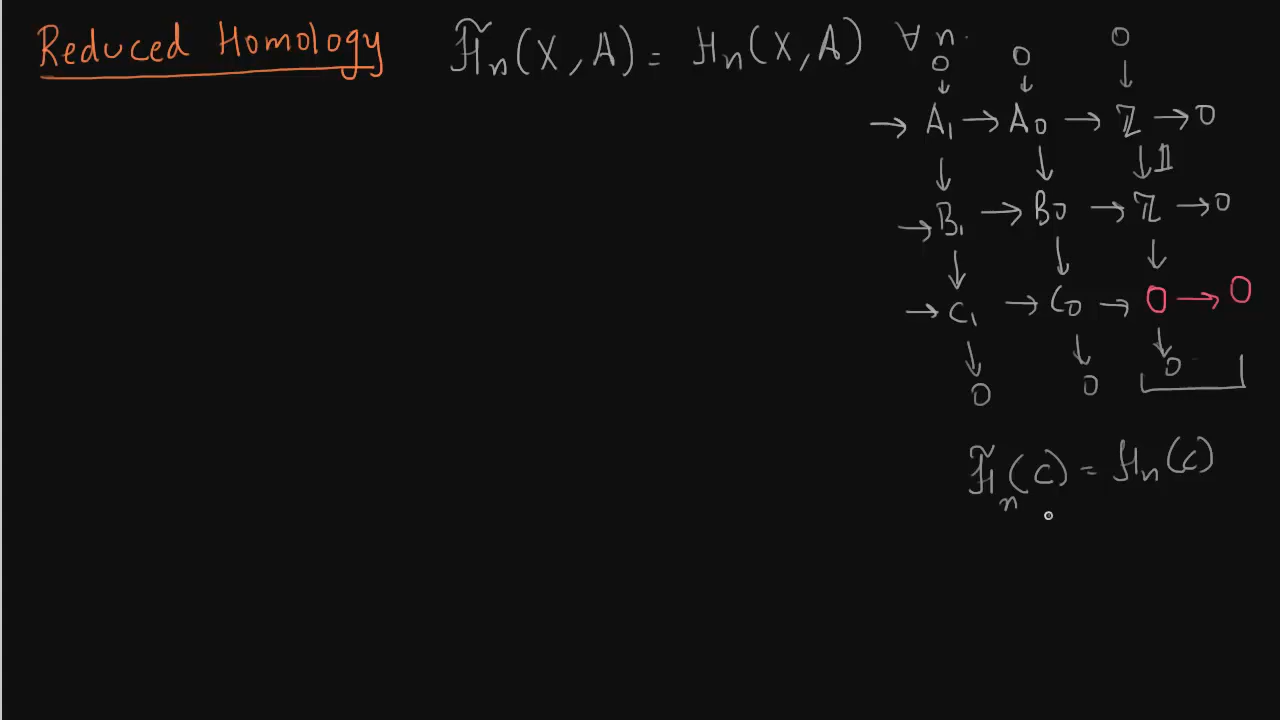 Reduced Homology H̃ₙ(X, A) = Hₙ(X, A) ∀ n.
0 0 0
↓ ↓ ↓
→ A₁ → A₀ → ℤ → 0
↓ ↓ ↓ 𝟙
→ B₁ → B₀ → ℤ → 0
↓ ↓ ↓
→ C₁ → C₀ → 0 → 0
↓ ↓ ↓
0 0 0
H̃ₙ(C) = Hₙ(C)